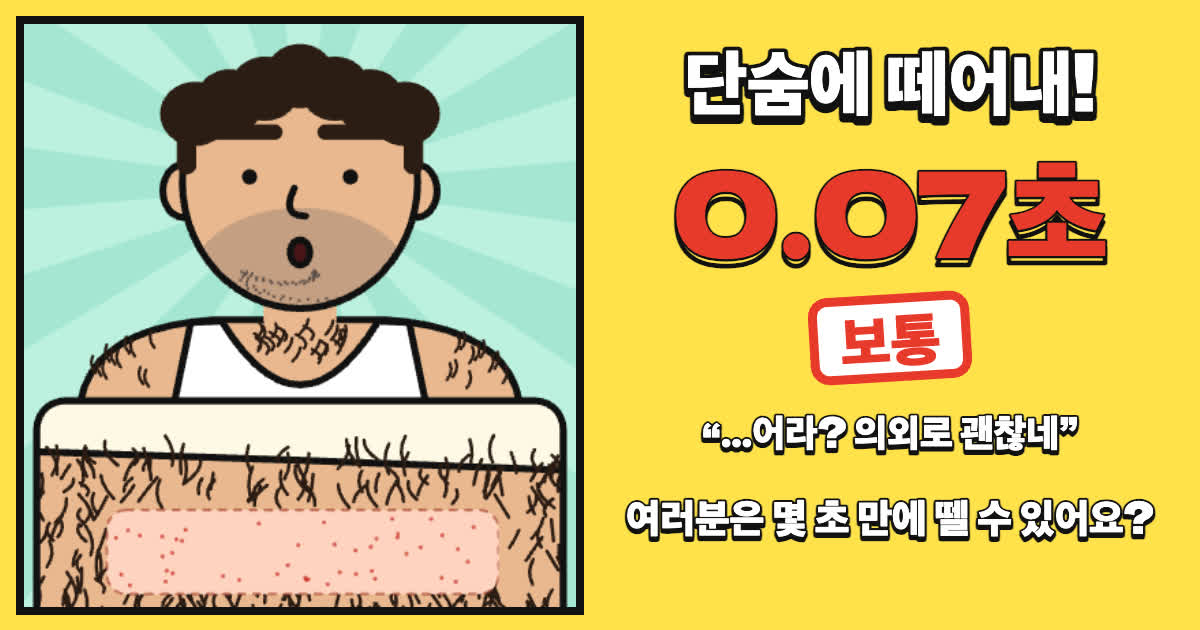 단숨에 떼어내!
0.07초
보통
“...어라? 의외로 괜찮네”
여러분은 몇 초 만에 뗄 수 있어요?